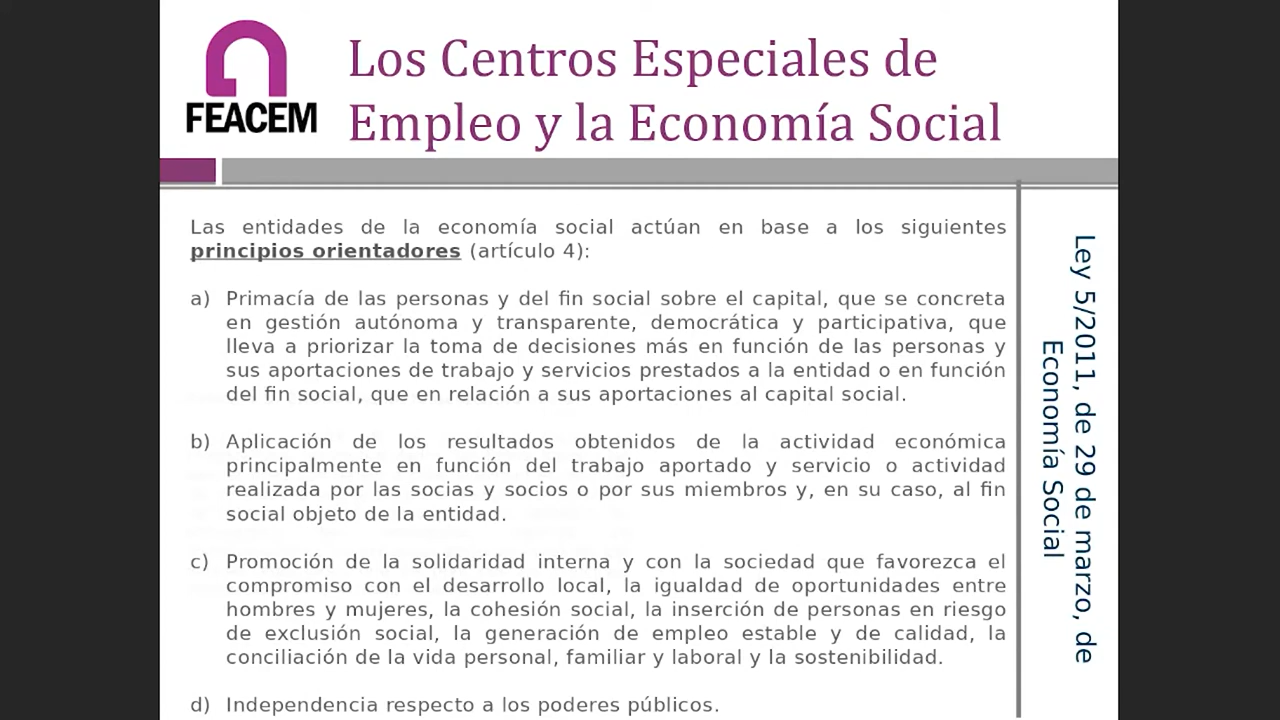 FEACEM
Los Centros Especiales de
Empleo y la Economía Social
Las entidades de la economía social actúan en base a los siguientes
principios orientadores (artículo 4):
a) Primacía de las personas y del fin social sobre el capital, que se concreta
en gestión autónoma y transparente, democrática y participativa, que
lleva a priorizar la toma de decisiones más en función de las personas y
sus aportaciones de trabajo y servicios prestados a la entidad o en función
del fin social, que en relación a sus aportaciones al capital social.
b) Aplicación de los resultados obtenidos de la actividad económica
principalmente en función del trabajo aportado y servicio o actividad
realizada por las socias y socios o por sus miembros y, en su caso, al fin
social objeto de la entidad.
c) Promoción de la solidaridad interna y con la sociedad que favorezca el
compromiso con el desarrollo local, la igualdad de oportunidades entre
hombres y mujeres, la cohesión social, la inserción de personas en riesgo
de exclusión social, la generación de empleo estable y de calidad, la
conciliación de la vida personal, familiar y laboral y la sostenibilidad.
d) Independencia respecto a los poderes públicos.
Ley 5/2011, de 29 de marzo, de
Economía Social